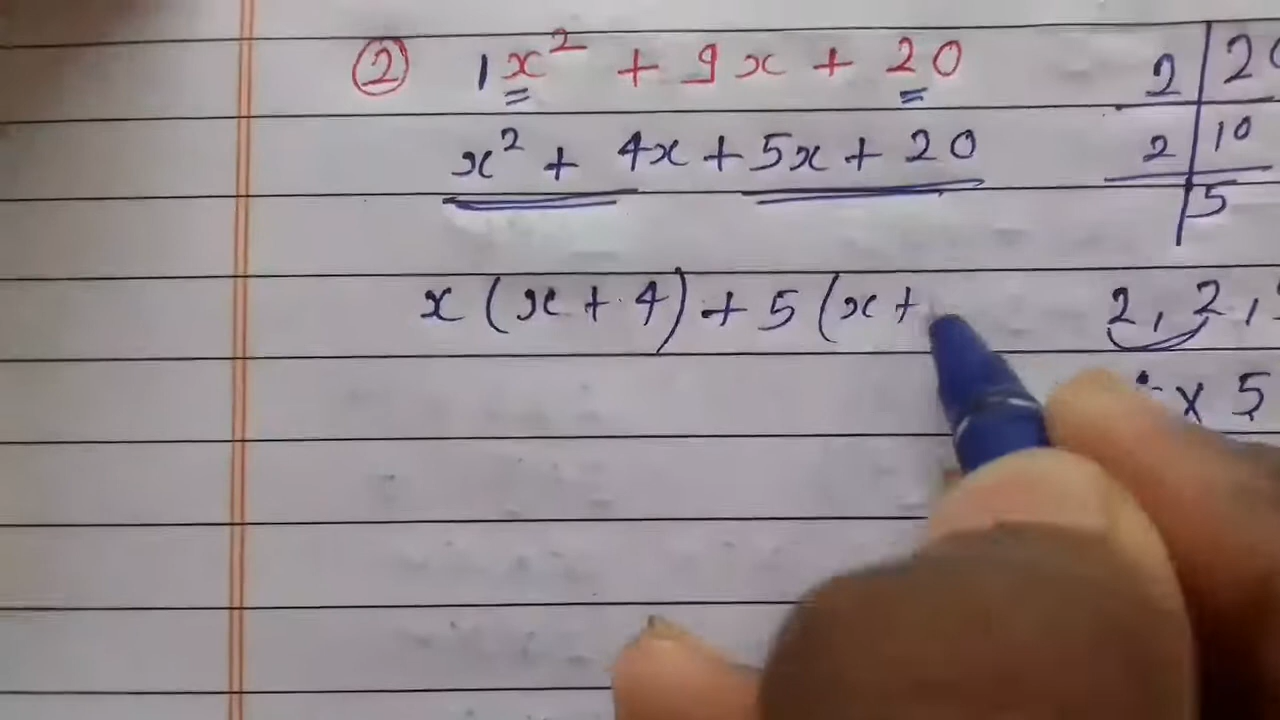 ② 1x² + 9x + 20
x² + 4x + 5x + 20
x (x + 4) + 5 (x +
2 20
2 10
5
2, 2,
x 5